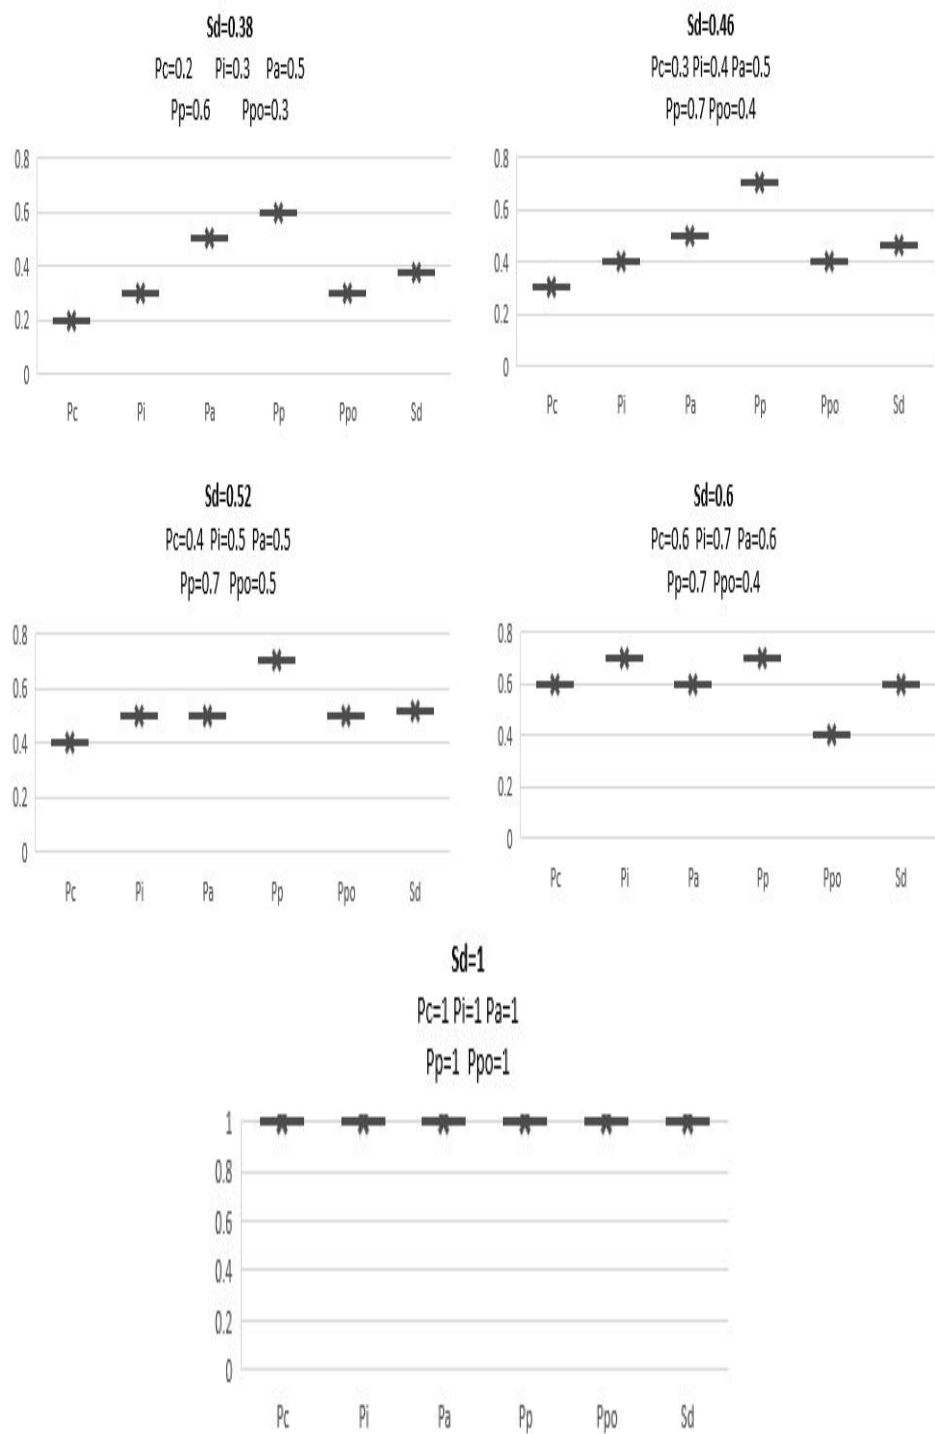 Sd=0.38
Pc=0.2 Pi=0.3 Pa=0.5
Pp=0.6 Ppo=0.3
0.8
0.6
0.4
0.2
0
Pc Pi Pa Pp Ppo Sd
Sd=0.46
Pc=0.3 Pi=0.4 Pa=0.5
Pp=0.7 Ppo=0.4
0.8
0.6
0.4
0.2
0
Pc Pi Pa Pp Ppo Sd
Sd=0.52
Pc=0.4 Pi=0.5 Pa=0.5
Pp=0.7 Ppo=0.5
0.8
0.6
0.4
0.2
0
Pc Pi Pa Pp Ppo Sd
Sd=0.6
Pc=0.6 Pi=0.7 Pa=0.6
Pp=0.7 Ppo=0.4
0.8
0.6
0.4
0.2
0
Pc Pi Pa Pp Ppo Sd
Sd=1
Pc=1 Pi=1 Pa=1
Pp=1 Ppo=1
1
0.8
0.6
0.4
0.2
0
Pc Pi Pa Pp Ppo Sd